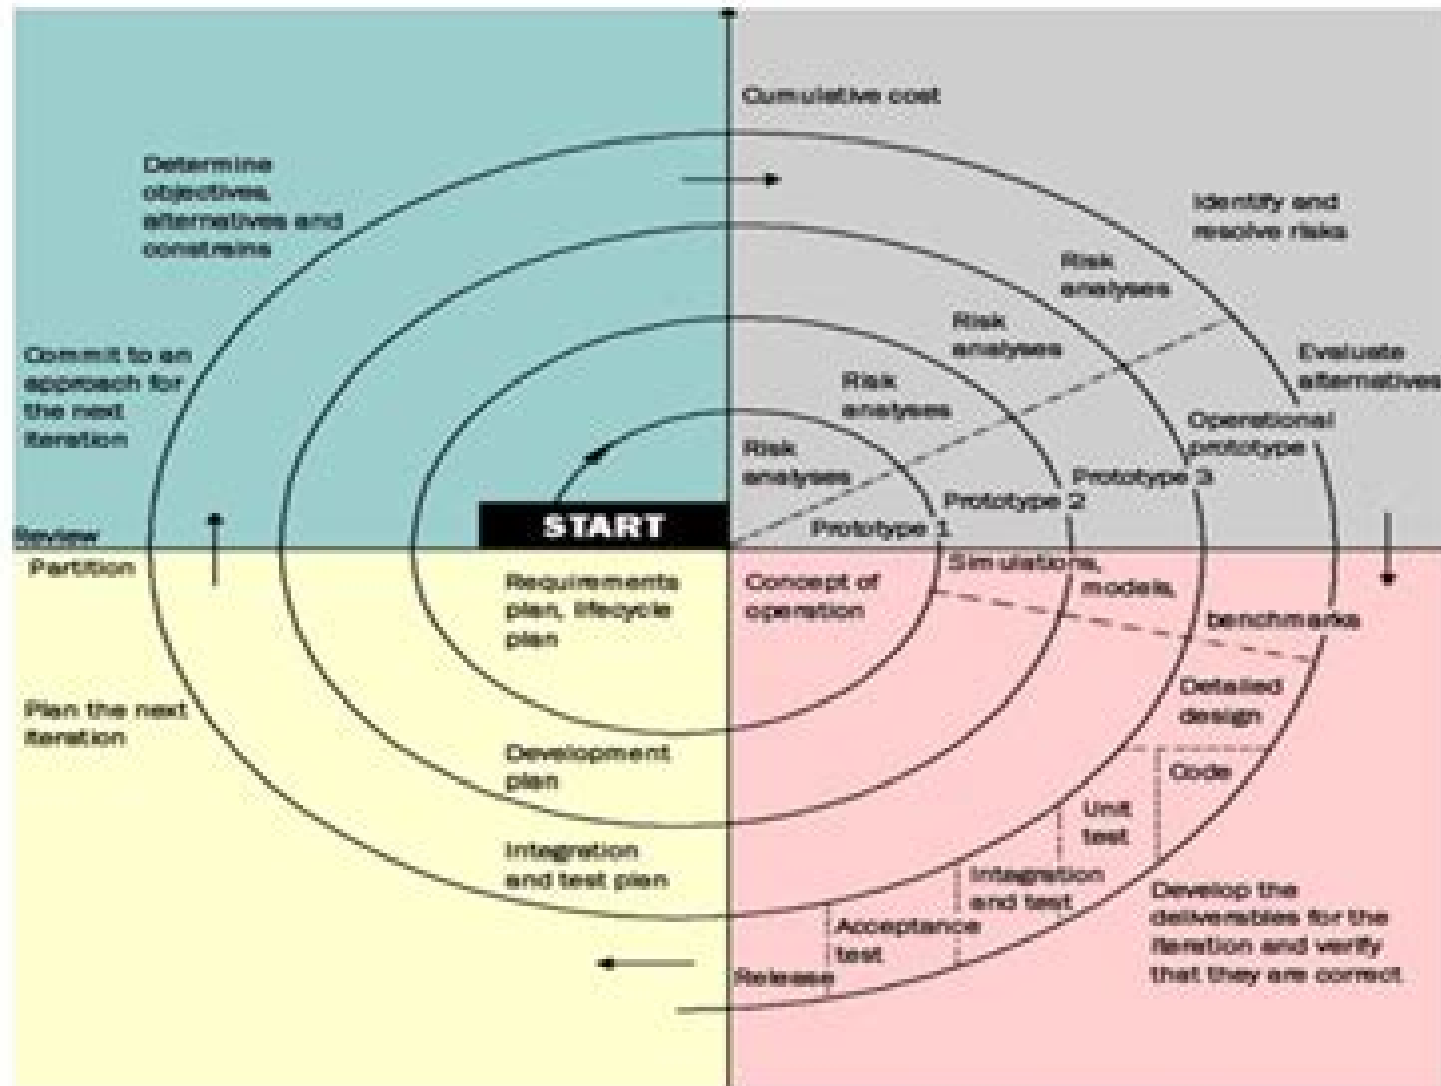 Cumulative cost
Determine
objectives,
alternatives and
constrains
Identify and
resolve risks
Commit to an
approach for
the next
iteration
Risk
analyses
Risk
analyses
Risk
analyses
Risk
analyses
Evaluate
alternatives
Operational
prototype
Prototype 3
Prototype 2
Prototype 1
START
Review
Partition
Requirements
plan, lifecycle
plan
Concept of
operation
Simulations,
models,
benchmarks
Plan the next
iteration
Detailed
design
Development
plan
Code
Unit
test
Integration
and test plan
Integration
and test
Acceptance
test
Release
Develop the
deliverables for the
iteration and verify
that they are correct